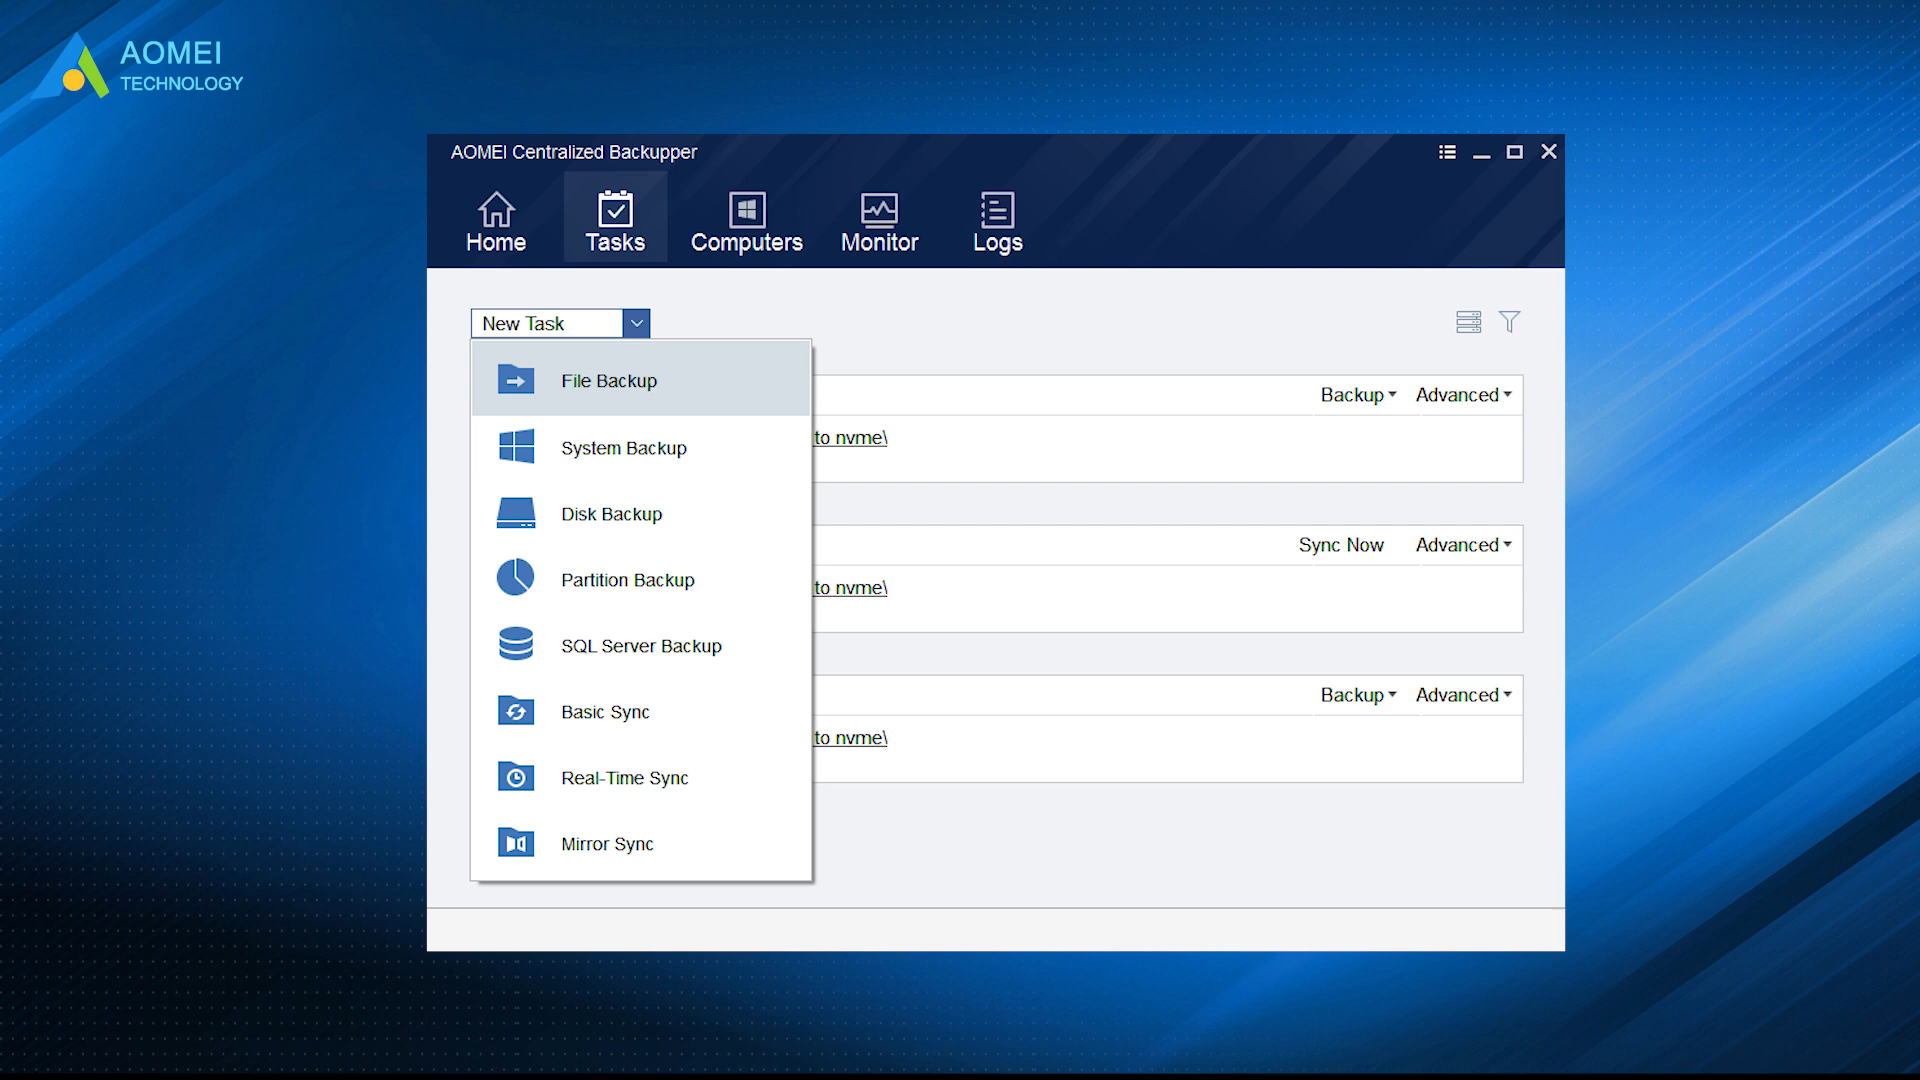 AOMEI
TECHNOLOGY
AOMEI Centralized Backupper
Home
Tasks
Computers
Monitor
Logs
New Task
File Backup
System Backup
Disk Backup
Partition Backup
SQL Server Backup
Basic Sync
Real-Time Sync
Mirror Sync
Backup Advanced
to nvme\
Sync Now Advanced
to nvme\
Backup Advanced
to nvme\